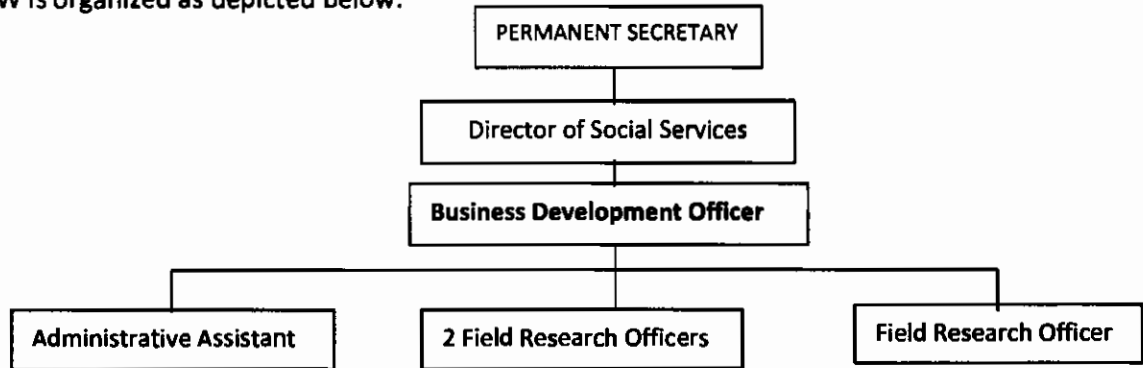 is organized as depicted below:
PERMANENT SECRETARY
Director of Social Services
Business Development Officer
Administrative Assistant
2 Field Research Officers
Field Research Officer